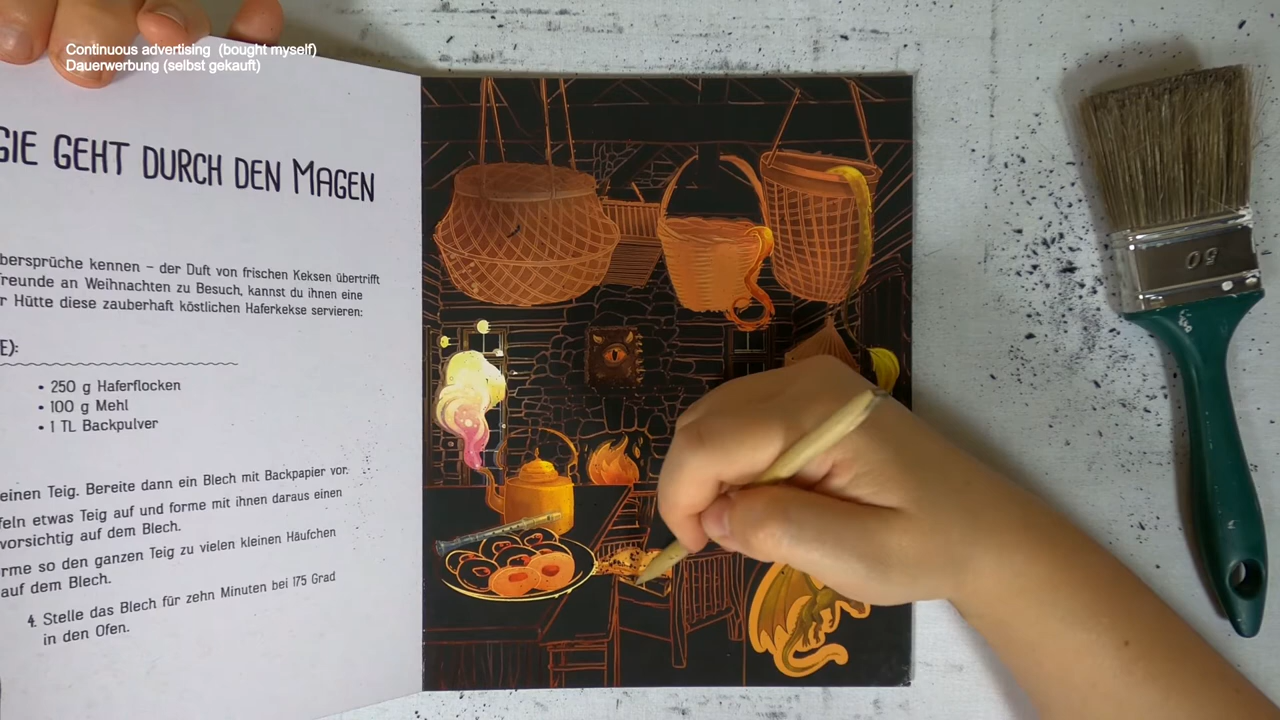 Continuous advertising (bought myself)
Dauerwerbung (selbst gekauft)
GIE GEHT DURCH DEN MAGEN
bersprüche kennen – der Duft von frischen Keksen übertrifft
reunde an Weihnachten zu Besuch, kannst du ihnen eine
r Hütte diese zauberhaft köstlichen Haferkekse servieren:
E):
• 250 g Haferflocken
• 100 g Mehl
• 1 TL Backpulver
einen Teig. Bereite dann ein Blech mit Backpapier vor.
feln etwas Teig auf und forme mit ihnen daraus einen
vorsichtig auf dem Blech.
rme so den ganzen Teig zu vielen kleinen Häufchen
auf dem Blech.
4. Stelle das Blech für zehn Minuten bei 175 Grad
in den Ofen.
50